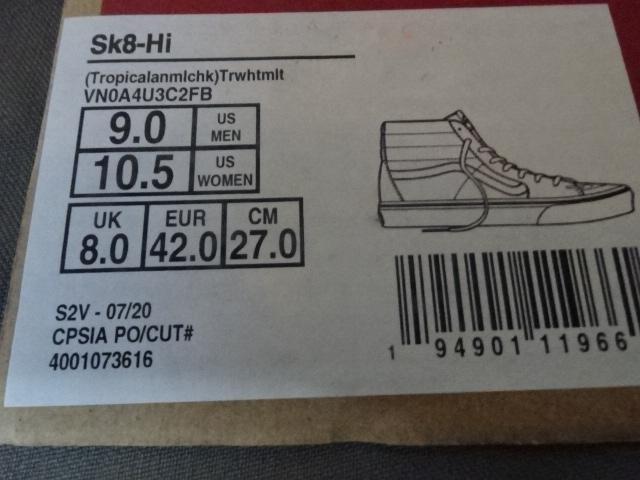 Sk8-Hi
(Tropicalanmlchk)Trwhtmlt
VN0A4U3C2FB
9.0 US MEN
10.5 US WOMEN
UK EUR CM
8.0 42.0 27.0
S2V - 07/20
CPSIA PO/CUT#
4001073616
1 94901 11966